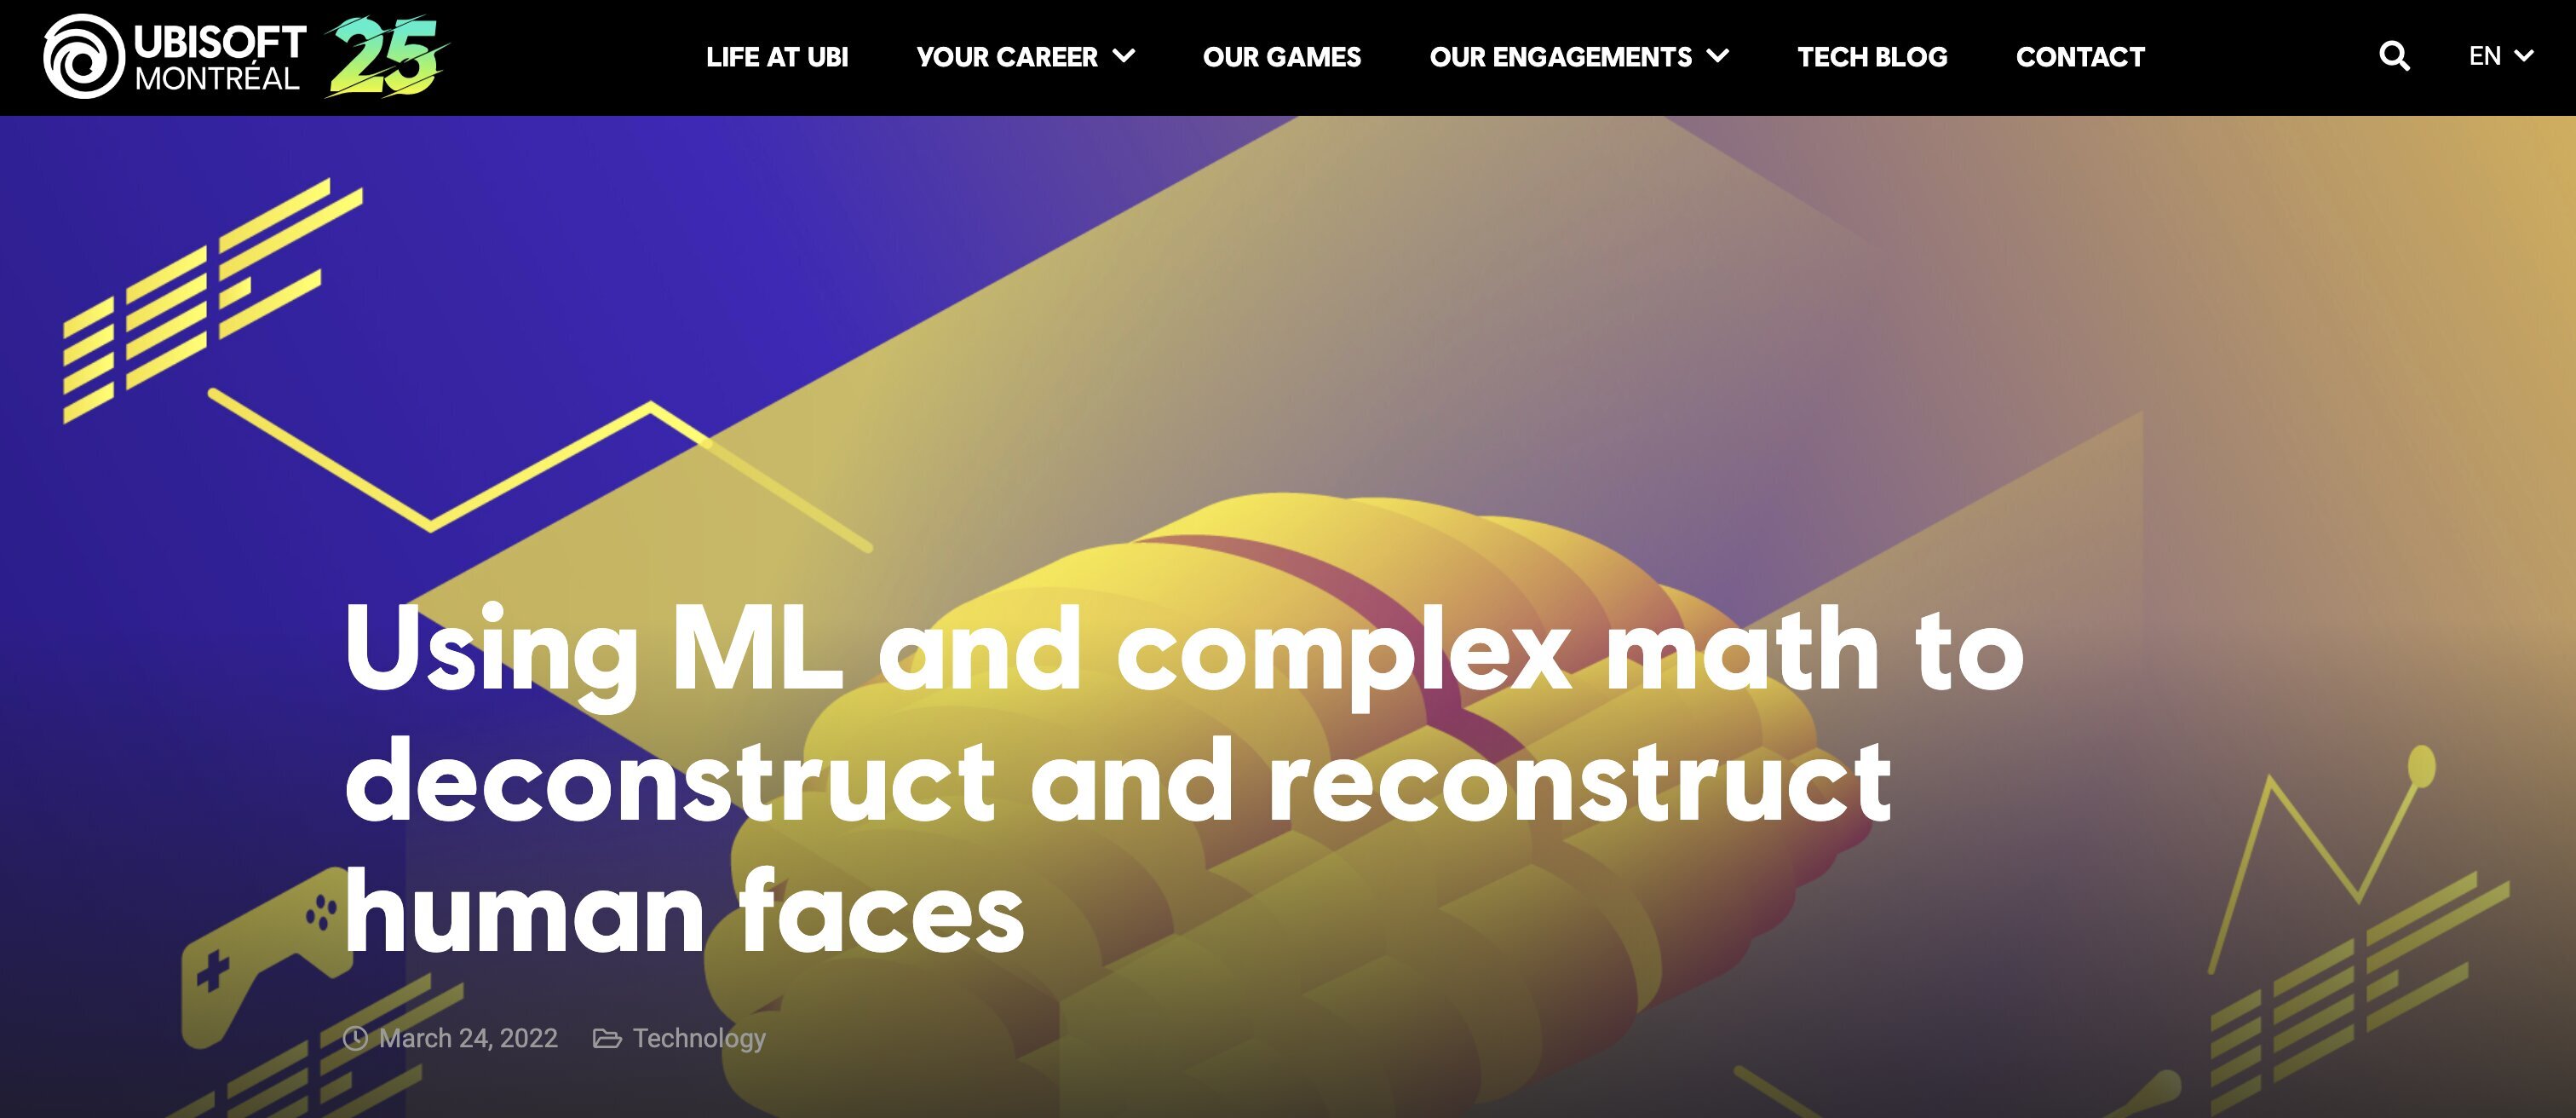 UBISOFT
MONTRÉAL
25
LIFE AT UBI
YOUR CAREER
OUR GAMES
OUR ENGAGEMENTS
TECH BLOG
CONTACT
EN
Using ML and complex math to
deconstruct and reconstruct
human faces
March 24, 2022
Technology